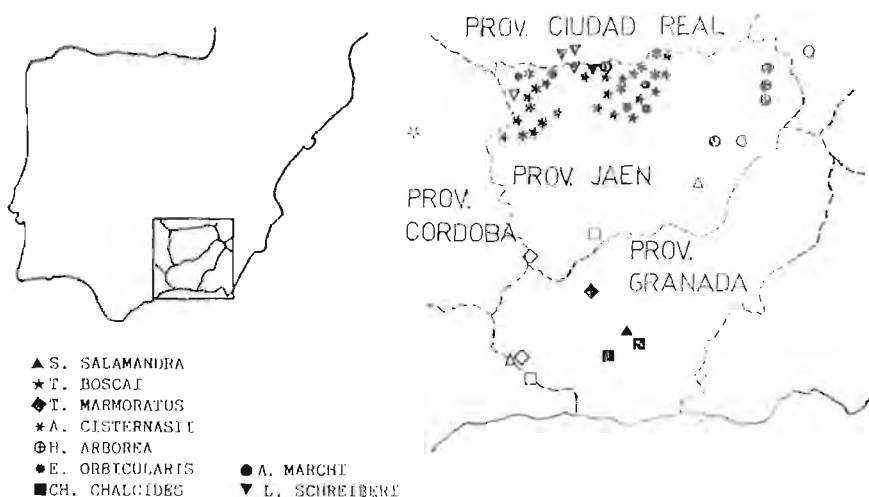 PROV. CIUDAD REAL
PROV. JAEN
PROV. CORDOBA
PROV. GRANADA
S. SALAMANDRA
T. BOSCAI
T. MARMORATUS
A. CISTERNASII
H. ARBOREA
E. ORBICULARIS
CH. CHALCIDES
A. MARCHI
L. SCHREIBERI